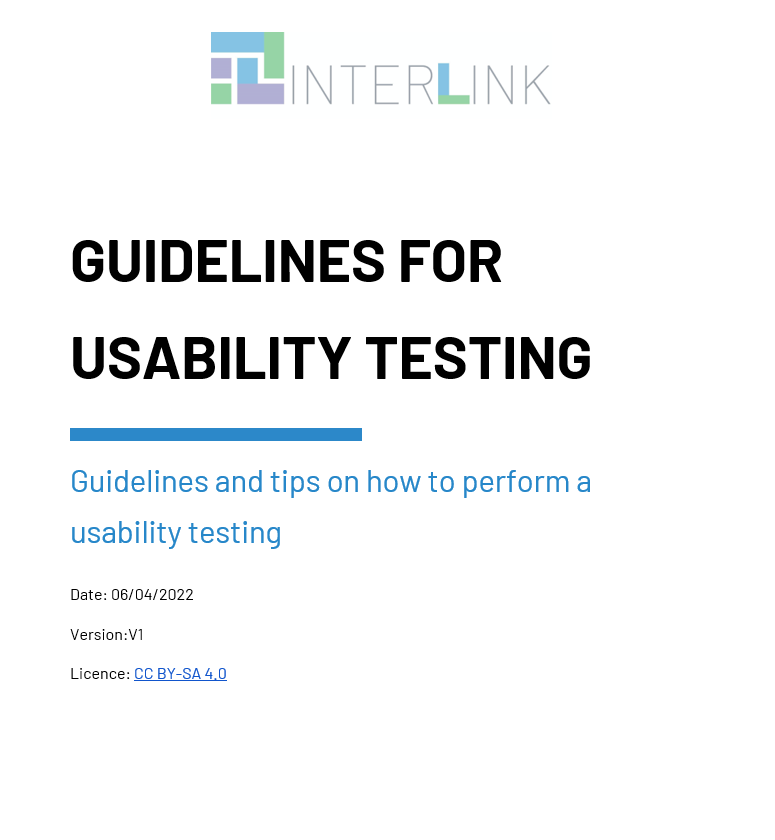 INTERLINK
GUIDELINES FOR
USABILITY TESTING
Guidelines and tips on how to perform a
usability testing
Date: 06/04/2022
Version:V1
Licence: CC BY-SA 4.0